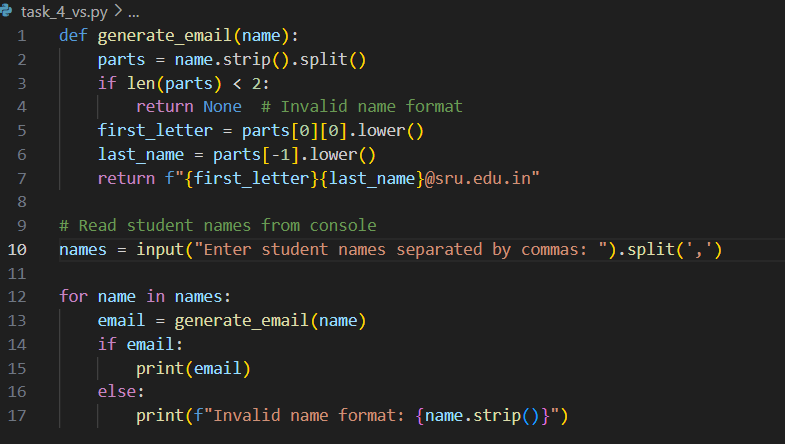 task_4_vs.py > ...
1 def generate_email(name):
2     parts = name.strip().split()
3     if len(parts) < 2:
4         return None  # Invalid name format
5     first_letter = parts[0][0].lower()
6     last_name = parts[-1].lower()
7     return f"{first_letter}{last_name}@sru.edu.in"
8
9 # Read student names from console
10 names = input("Enter student names separated by commas: ").split(',')
11
12 for name in names:
13     email = generate_email(name)
14     if email:
15         print(email)
16     else:
17         print(f"Invalid name format: {name.strip()}")